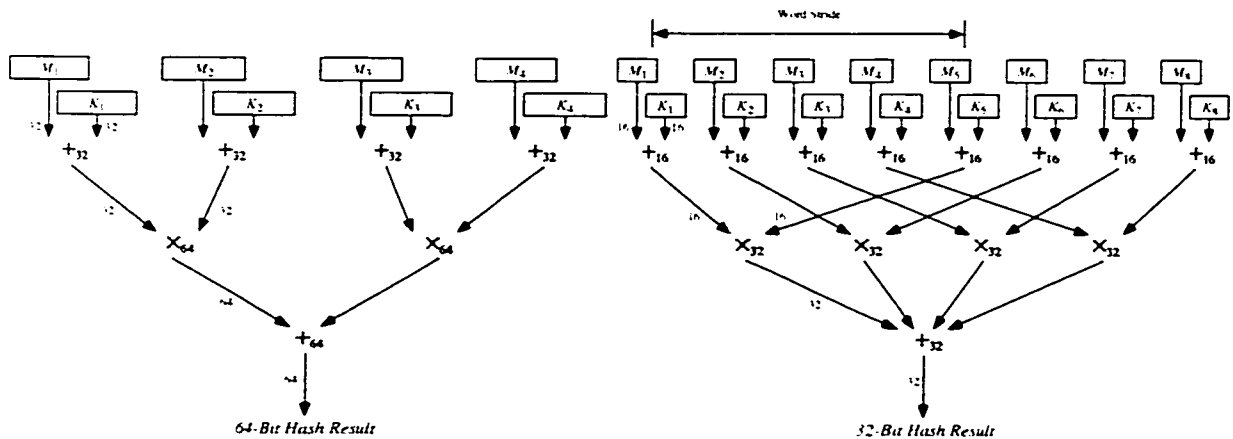 Word Stride
M1 M2 M3 M4 M1 M2 M3 M4 M5 M6 M7 M8
K1 K2 K3 K4 K1 K2 K3 K4 K5 K6 K7 K8
32 32 16 16
+32 +32 +32 +32 +16 +16 +16 +16 +16 +16 +16 +16
32 32 16 16
×64 ×64 ×32 ×32 ×32 ×32
64 32
+64 +32
64 32
64-Bit Hash Result 32-Bit Hash Result